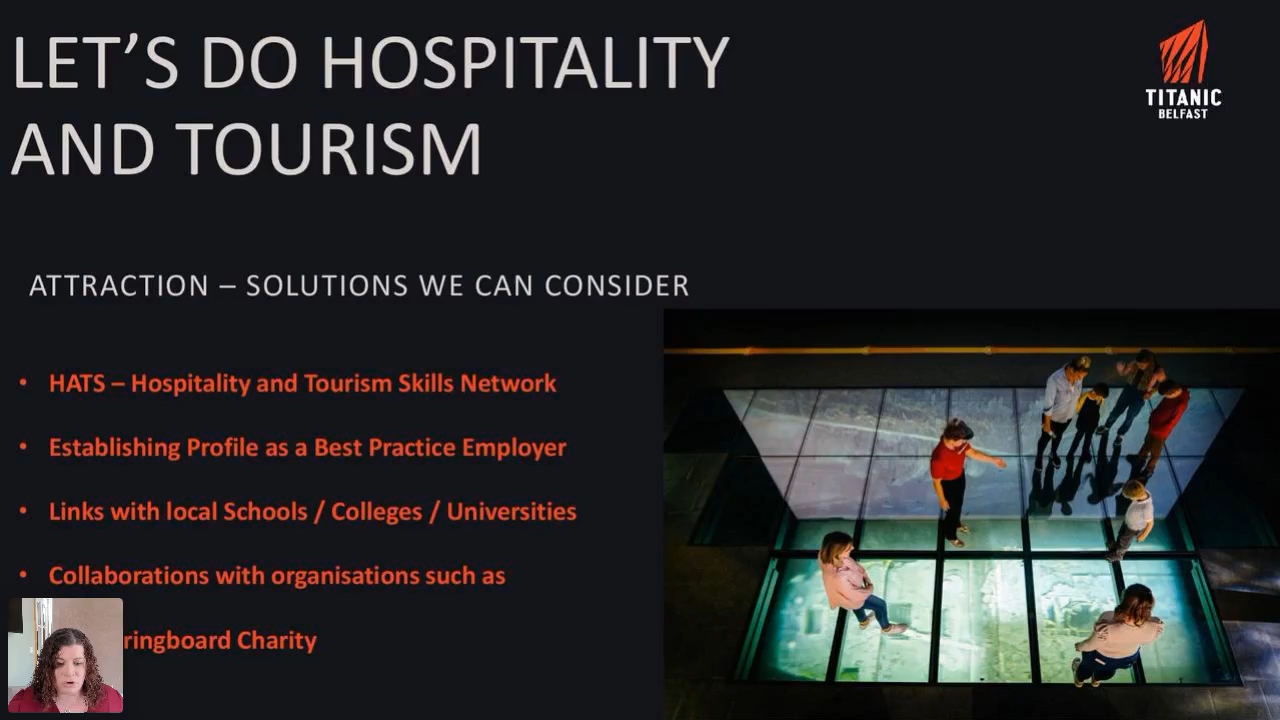 LET’S DO HOSPITALITY
AND TOURISM
TITANIC
BELFAST
ATTRACTION – SOLUTIONS WE CAN CONSIDER
• HATS – Hospitality and Tourism Skills Network
• Establishing Profile as a Best Practice Employer
• Links with local Schools / Colleges / Universities
• Collaborations with organisations such as
Charity